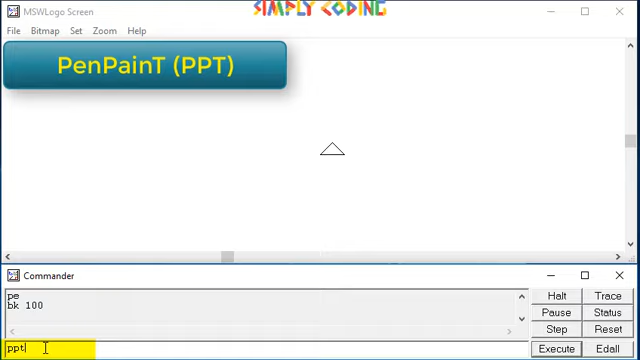 SIMPLY CODING
MSWLogo Screen
File Bitmap Set Zoom Help
PenPainT (PPT)
Commander
pe
bk 100
Halt Trace
Pause Status
Step Reset
ppt
Execute Edall